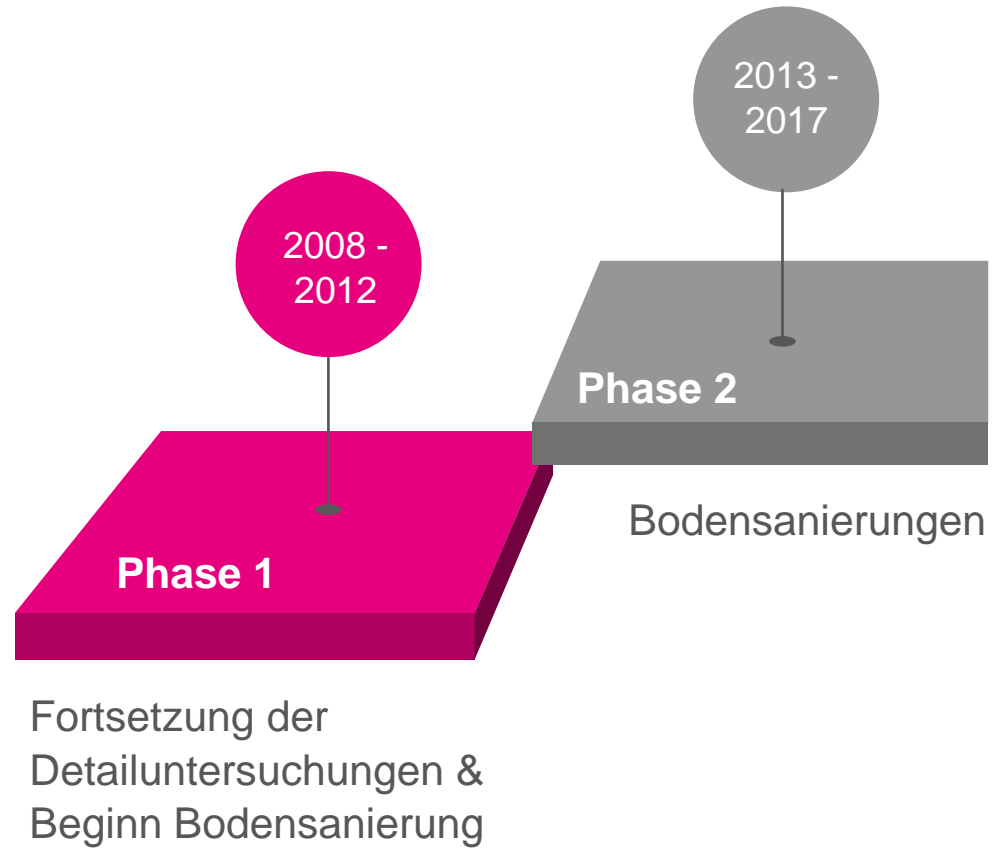 2008 -
2012
Phase 1
Fortsetzung der
Detailuntersuchungen &
Beginn Bodensanierung
2013 -
2017
Phase 2
Bodensanierungen